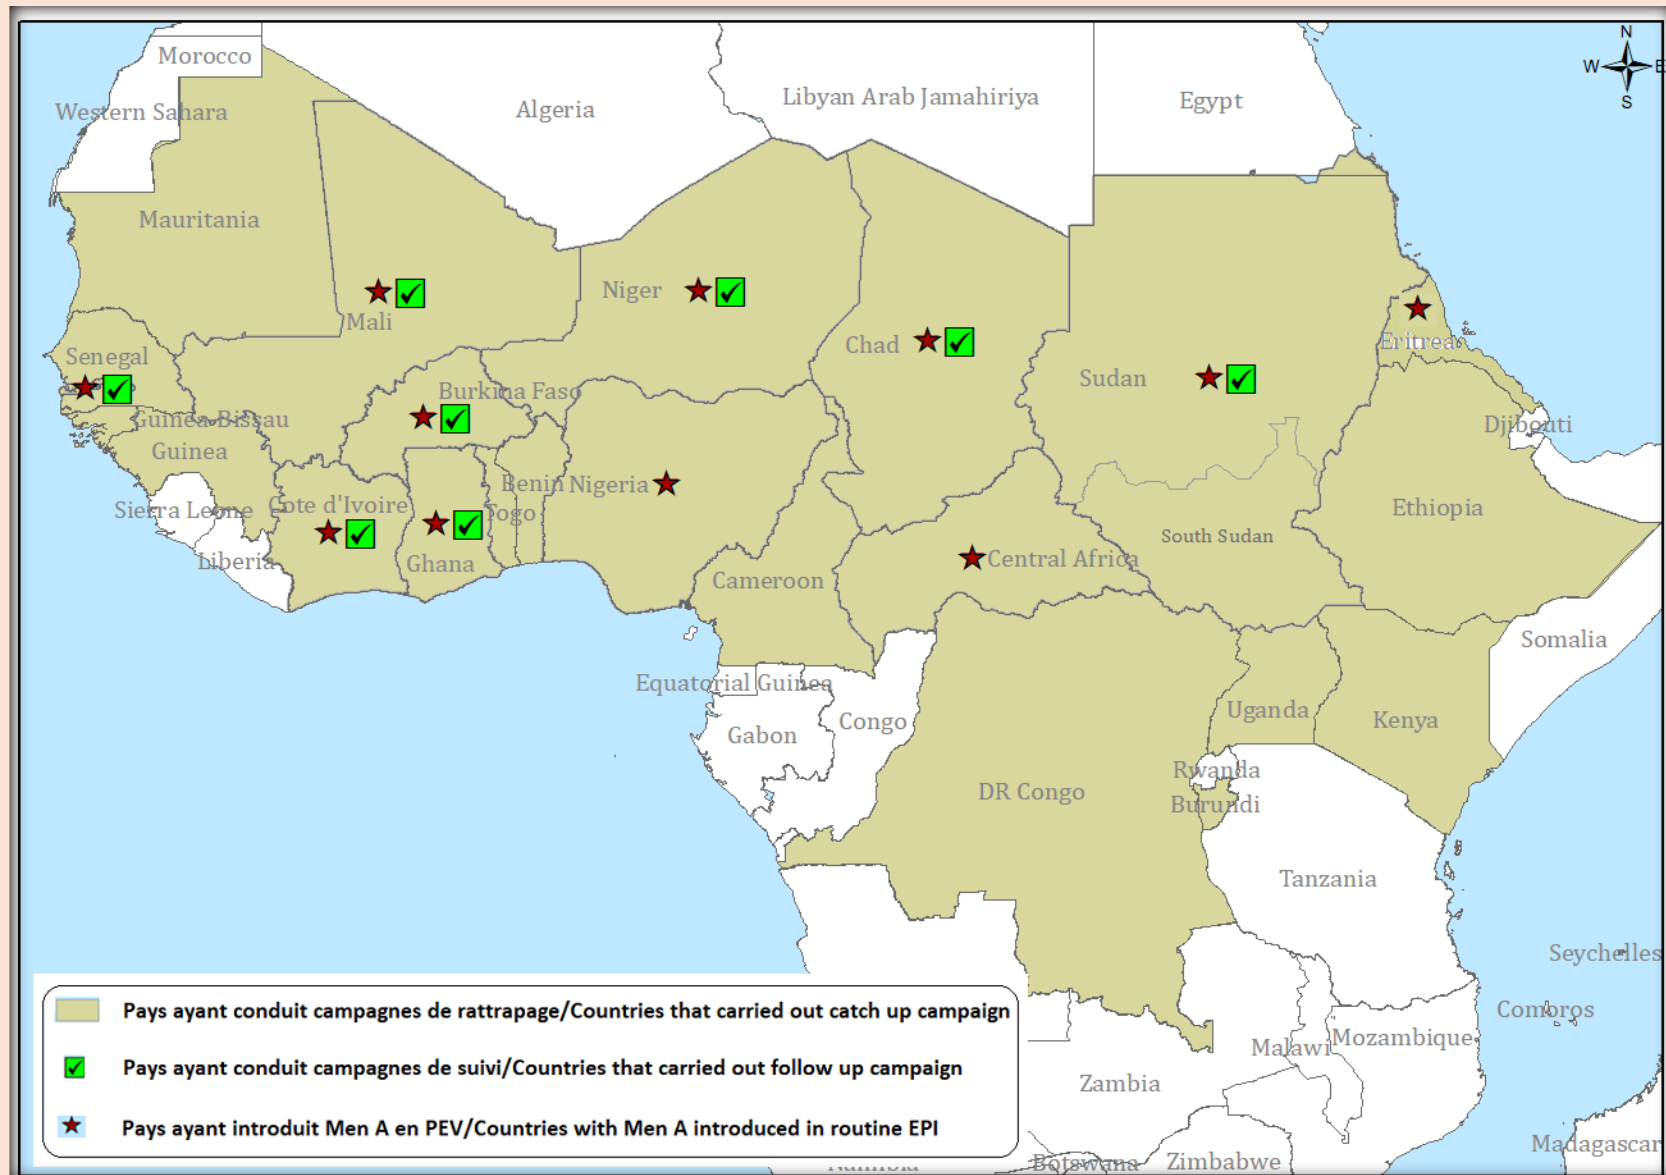 N
W E
S
Morocco
Western Sahara
Algeria
Libyan Arab Jamahiriya
Egypt
Mauritania
Mali
Niger
Chad
Sudan
Eritrea
Senegal
Burkina Faso
Guinea-Bissau
Guinea
Djibouti
Sierra Leone
Cote d'Ivoire
Benin
Nigeria
Togo
Ethiopia
South Sudan
Liberia
Ghana
Cameroon
Central Africa
Somalia
Equatorial Guinea
Gabon
Congo
Uganda
Kenya
Rwanda
Burundi
DR Congo
Tanzania
Seychelles
Comoros
Malawi
Mozambique
Zambia
Madagascar
Namibia
Botswana
Zimbabwe
Pays ayant conduit campagnes de rattrapage/Countries that carried out catch up campaign
Pays ayant conduit campagnes de suivi/Countries that carried out follow up campaign
Pays ayant introduit Men A en PEV/Countries with Men A introduced in routine EPI